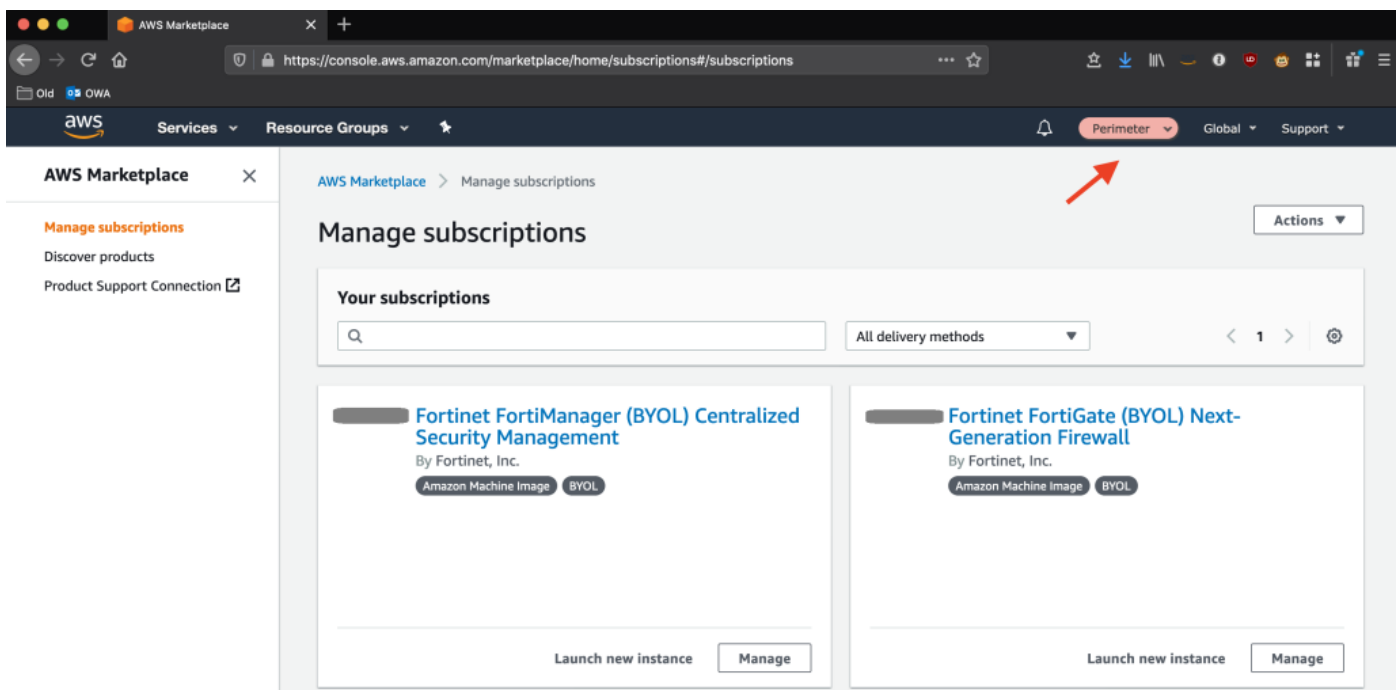 AWS Marketplace
https://console.aws.amazon.com/marketplace/home/subscriptions#/subscriptions
Old OWA
aws Services Resource Groups Perimeter Global Support
AWS Marketplace
Manage subscriptions
Discover products
Product Support Connection
AWS Marketplace > Manage subscriptions
Manage subscriptions
Actions
Your subscriptions
All delivery methods
< 1 >
Fortinet FortiManager (BYOL) Centralized
Security Management
By Fortinet, Inc.
Amazon Machine Image BYOL
Launch new instance Manage
Fortinet FortiGate (BYOL) Next-
Generation Firewall
By Fortinet, Inc.
Amazon Machine Image BYOL
Launch new instance Manage